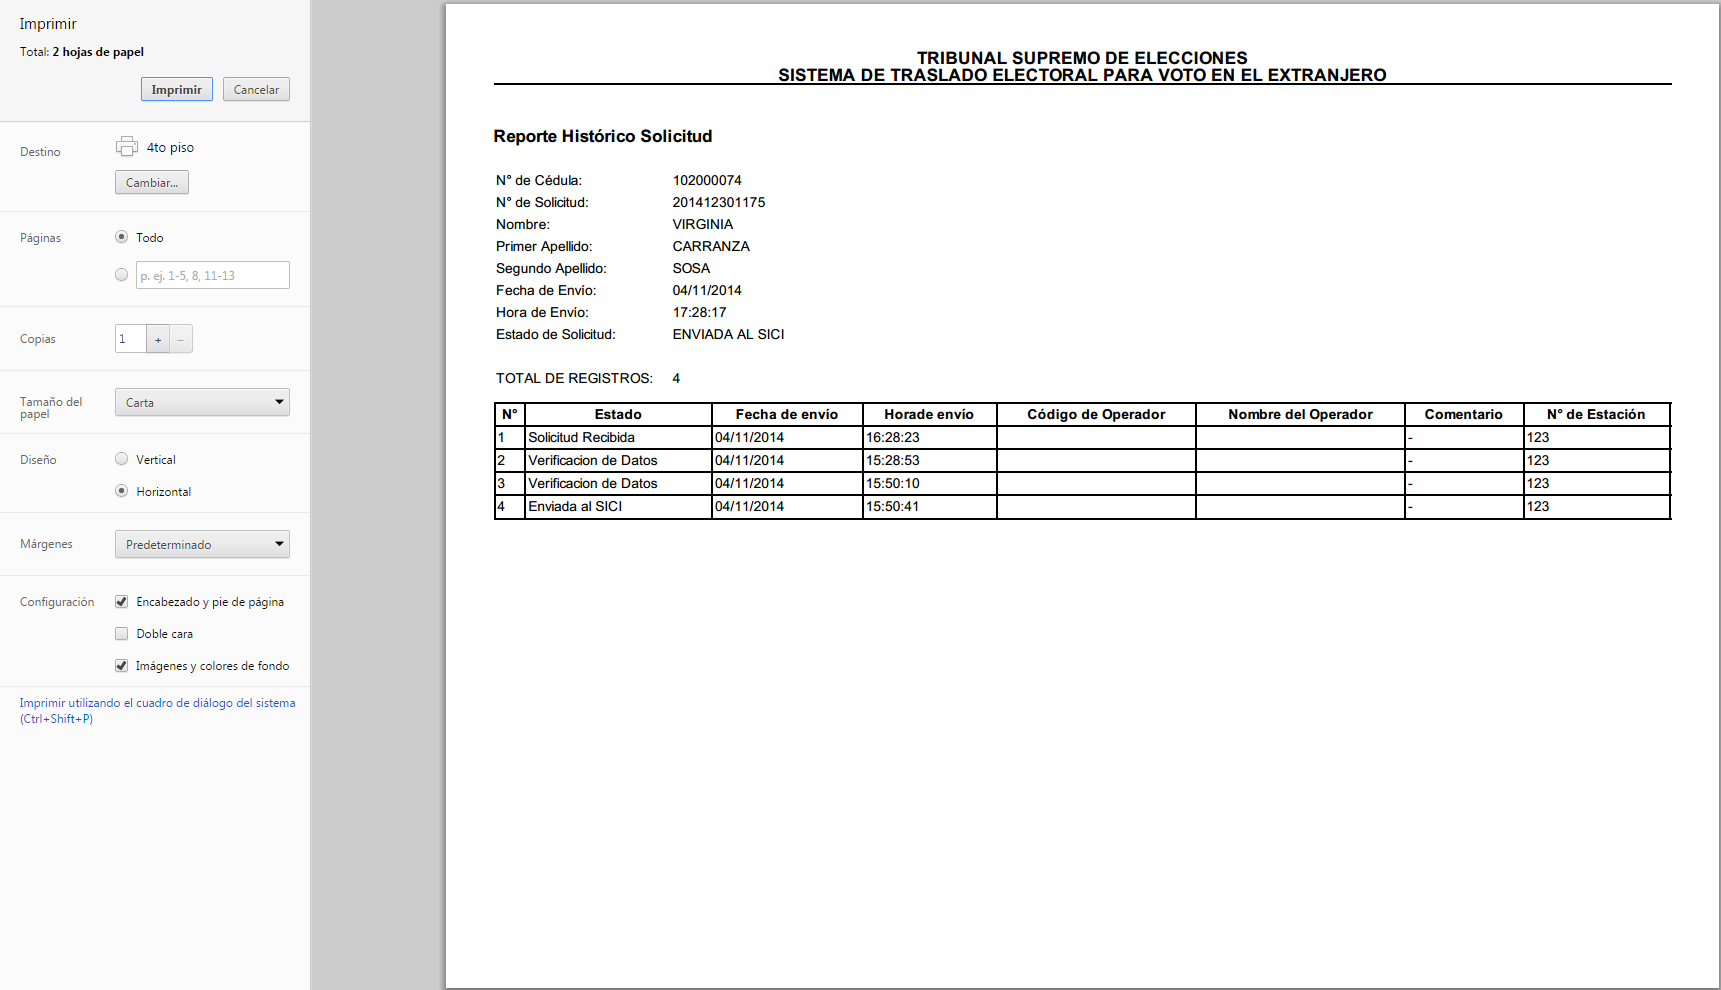 Imprimir
Total: 2 hojas de papel
Imprimir Cancelar
Destino 4to piso
Cambiar...
Páginas Todo
p. ej. 1-5, 8, 11-13
Copias 1 + −
Tamaño del papel Carta
Diseño Vertical
Horizontal
Márgenes Predeterminado
Configuración Encabezado y pie de página
Doble cara
Imágenes y colores de fondo
Imprimir utilizando el cuadro de diálogo del sistema
(Ctrl+Shift+P)
TRIBUNAL SUPREMO DE ELECCIONES
SISTEMA DE TRASLADO ELECTORAL PARA VOTO EN EL EXTRANJERO
Reporte Histórico Solicitud
N° de Cédula: 102000074
N° de Solicitud: 201412301175
Nombre: VIRGINIA
Primer Apellido: CARRANZA
Segundo Apellido: SOSA
Fecha de Envío: 04/11/2014
Hora de Envío: 17:28:17
Estado de Solicitud: ENVIADA AL SICI
TOTAL DE REGISTROS: 4
N° Estado Fecha de envío Horade envío Código de Operador Nombre del Operador Comentario N° de Estación
1 Solicitud Recibida 04/11/2014 16:28:23 - 123
2 Verificacion de Datos 04/11/2014 15:28:53 - 123
3 Verificacion de Datos 04/11/2014 15:50:10 - 123
4 Enviada al SICI 04/11/2014 15:50:41 - 123